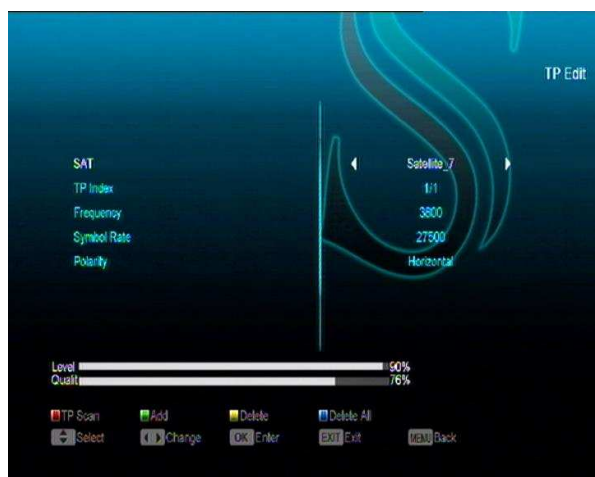 TP Edit
SAT Satellite_7
TP Index 1/1
Frequency 3800
Symbol Rate 27500
Polarity Horizontal
Level 90%
Qualit 76%
TP Scan Add Delete Delete All
Select Change OK Enter EXIT Exit MENU Back